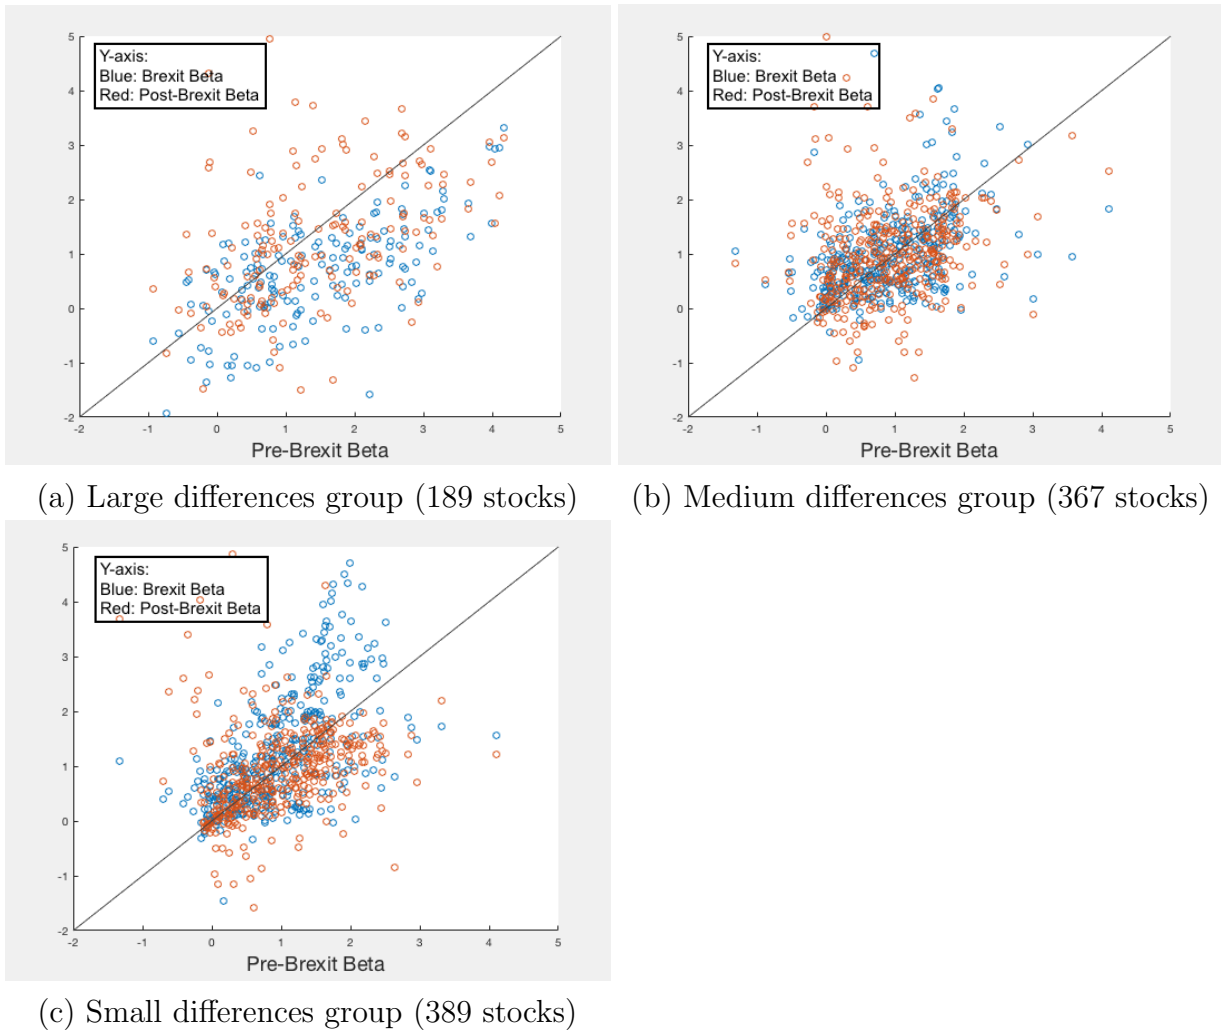 5
4
3
2
1
0
-1
-2
Y-axis:
Blue: Brexit Beta
Red: Post-Brexit Beta
-2 -1 0 1 2 3 4 5
Pre-Brexit Beta
(a) Large differences group (189 stocks)
5
4
3
2
1
0
-1
-2
Y-axis:
Blue: Brexit Beta
Red: Post-Brexit Beta
-2 -1 0 1 2 3 4 5
Pre-Brexit Beta
(b) Medium differences group (367 stocks)
5
4
3
2
1
0
-1
-2
Y-axis:
Blue: Brexit Beta
Red: Post-Brexit Beta
-2 -1 0 1 2 3 4 5
Pre-Brexit Beta
(c) Small differences group (389 stocks)